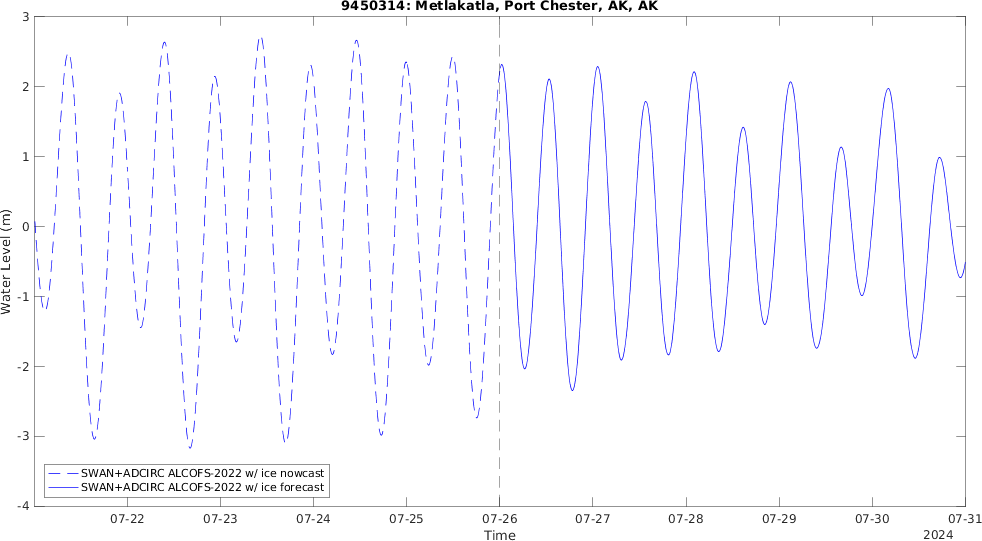 9450314: Metlakatla, Port Chester, AK, AK
3
2
1
0
-1
-2
-3
-4
Water Level (m)
SWAN+ADCIRC ALCOFS-2022 w/ ice nowcast
SWAN+ADCIRC ALCOFS-2022 w/ ice forecast
07-22 07-23 07-24 07-25 07-26 07-27 07-28 07-29 07-30 07-31
Time
2024